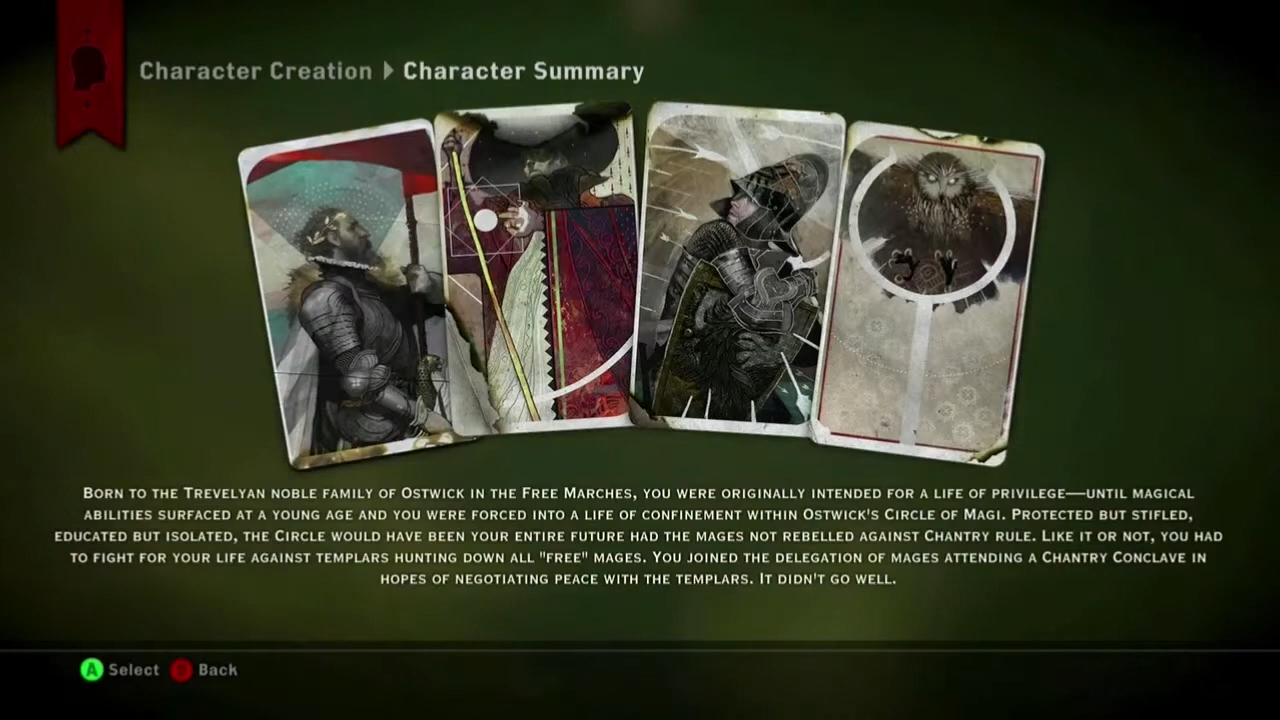 Character Creation ▸ Character Summary
Born to the Trevelyan noble family of Ostwick in the Free Marches, you were originally intended for a life of privilege—until magical
abilities surfaced at a young age and you were forced into a life of confinement within Ostwick's Circle of Magi. Protected but stifled,
educated but isolated, the Circle would have been your entire future had the mages not rebelled against Chantry rule. Like it or not, you had
to fight for your life against templars hunting down all "free" mages. You joined the delegation of mages attending a Chantry Conclave in
hopes of negotiating peace with the templars. It didn't go well.
A Select Back